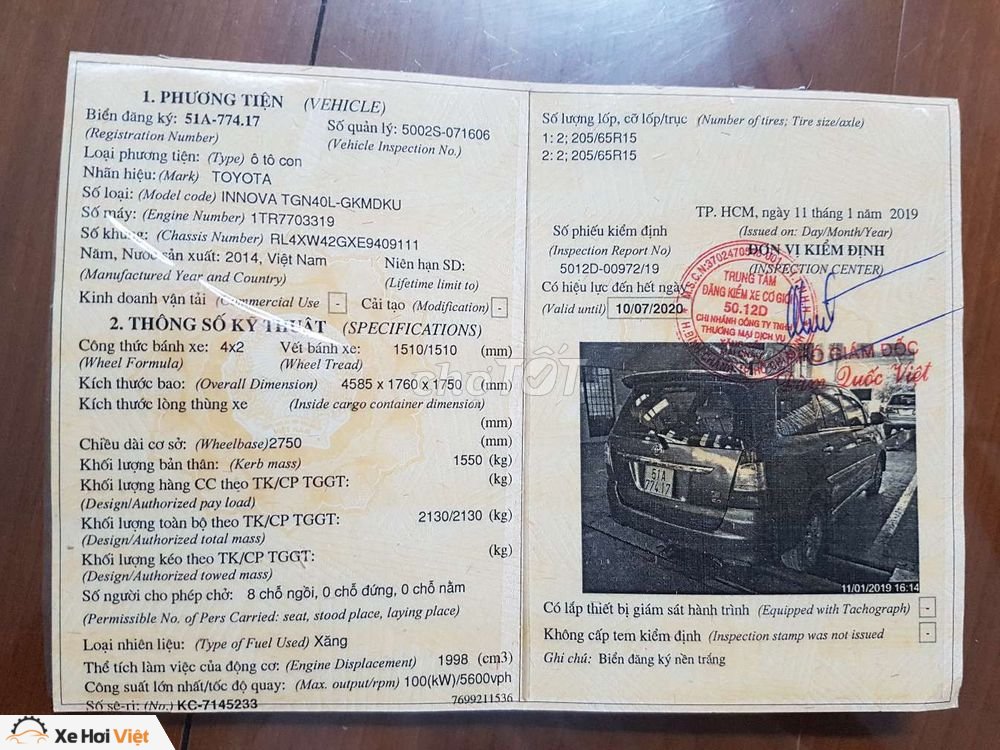 1. PHƯƠNG TIỆN (VEHICLE)
Biển đăng ký: 51A-774.17 Số quản lý: 5002S-071606
(Registration Number) (Vehicle Inspection No.)
Loại phương tiện: (Type) ô tô con
Nhãn hiệu: (Mark) TOYOTA
Số loại: (Model code) INNOVA TGN40L-GKMDKU
Số máy: (Engine Number) 1TR7703319
Số khung: (Chassis Number) RL4XW42GXE9409111
Năm, Nước sản xuất: 2014, Việt Nam Niên hạn SD:
(Manufactured Year and Country) (Lifetime limit to)
Kinh doanh vận tải (Commercial Use - Cải tạo (Modification) -
2. THÔNG SỐ KỸ THUẬT (SPECIFICATIONS)
Công thức bánh xe: 4x2 Vết bánh xe: 1510/1510 (mm)
(Wheel Formula) (Wheel Tread)
Kích thước bao: (Overall Dimension) 4585 x 1760 x 1750 (mm)
Kích thước lòng thùng xe (Inside cargo container dimension)
(mm)
Chiều dài cơ sở: (Wheelbase)2750 (mm)
Khối lượng bản thân: (Kerb mass) 1550 (kg)
Khối lượng hàng CC theo TK/CP TGGT: (kg)
(Design/Authorized pay load)
Khối lượng toàn bộ theo TK/CP TGGT: 2130/2130 (kg)
(Design/Authorized total mass)
Khối lượng kéo theo TK/CP TGGT: (kg)
(Design/Authorized towed mass)
Số người cho phép chở: 8 chỗ ngồi, 0 chỗ đứng, 0 chỗ nằm
(Permissible No. of Pers Carried: seat, stood place, laying place)
Loại nhiên liệu: (Type of Fuel Used) Xăng
Thể tích làm việc của động cơ: (Engine Displacement) 1998 (cm3)
Công suất lớn nhất/tốc độ quay: (Max. output/rpm) 100(kW)/5600vph
Số sê-ri: (No.) KC-7145233 7699211536
Số lượng lốp, cỡ lốp/trục (Number of tires; Tire size/axle)
1: 2; 205/65R15
2: 2; 205/65R15
TP. HCM, ngày 11 tháng 1 năm 2019
Số phiếu kiểm định (Issued on: Day/Month/Year)
(Inspection Report No) ĐƠN VỊ KIỂM ĐỊNH
5012D-00972/19 (INSPECTION CENTER)
Có hiệu lực đến hết ngày
(Valid until) 10/07/2020
TRUNG TÂM
ĐĂNG KIỂM XE CƠ GIỚI
50.12D
CHI NHÁNH CÔNG TY TNHH
THƯƠNG MẠI DỊCH VỤ
PHÓ GIÁM ĐỐC
Phạm Quốc Việt
chợTỐT
51A
77417
11/01/2019 16:14
Có lắp thiết bị giám sát hành trình (Equipped with Tachograph) -
Không cấp tem kiểm định (Inspection stamp was not issued -
Ghi chú: Biển đăng ký nền trắng
Xe Hơi Việt